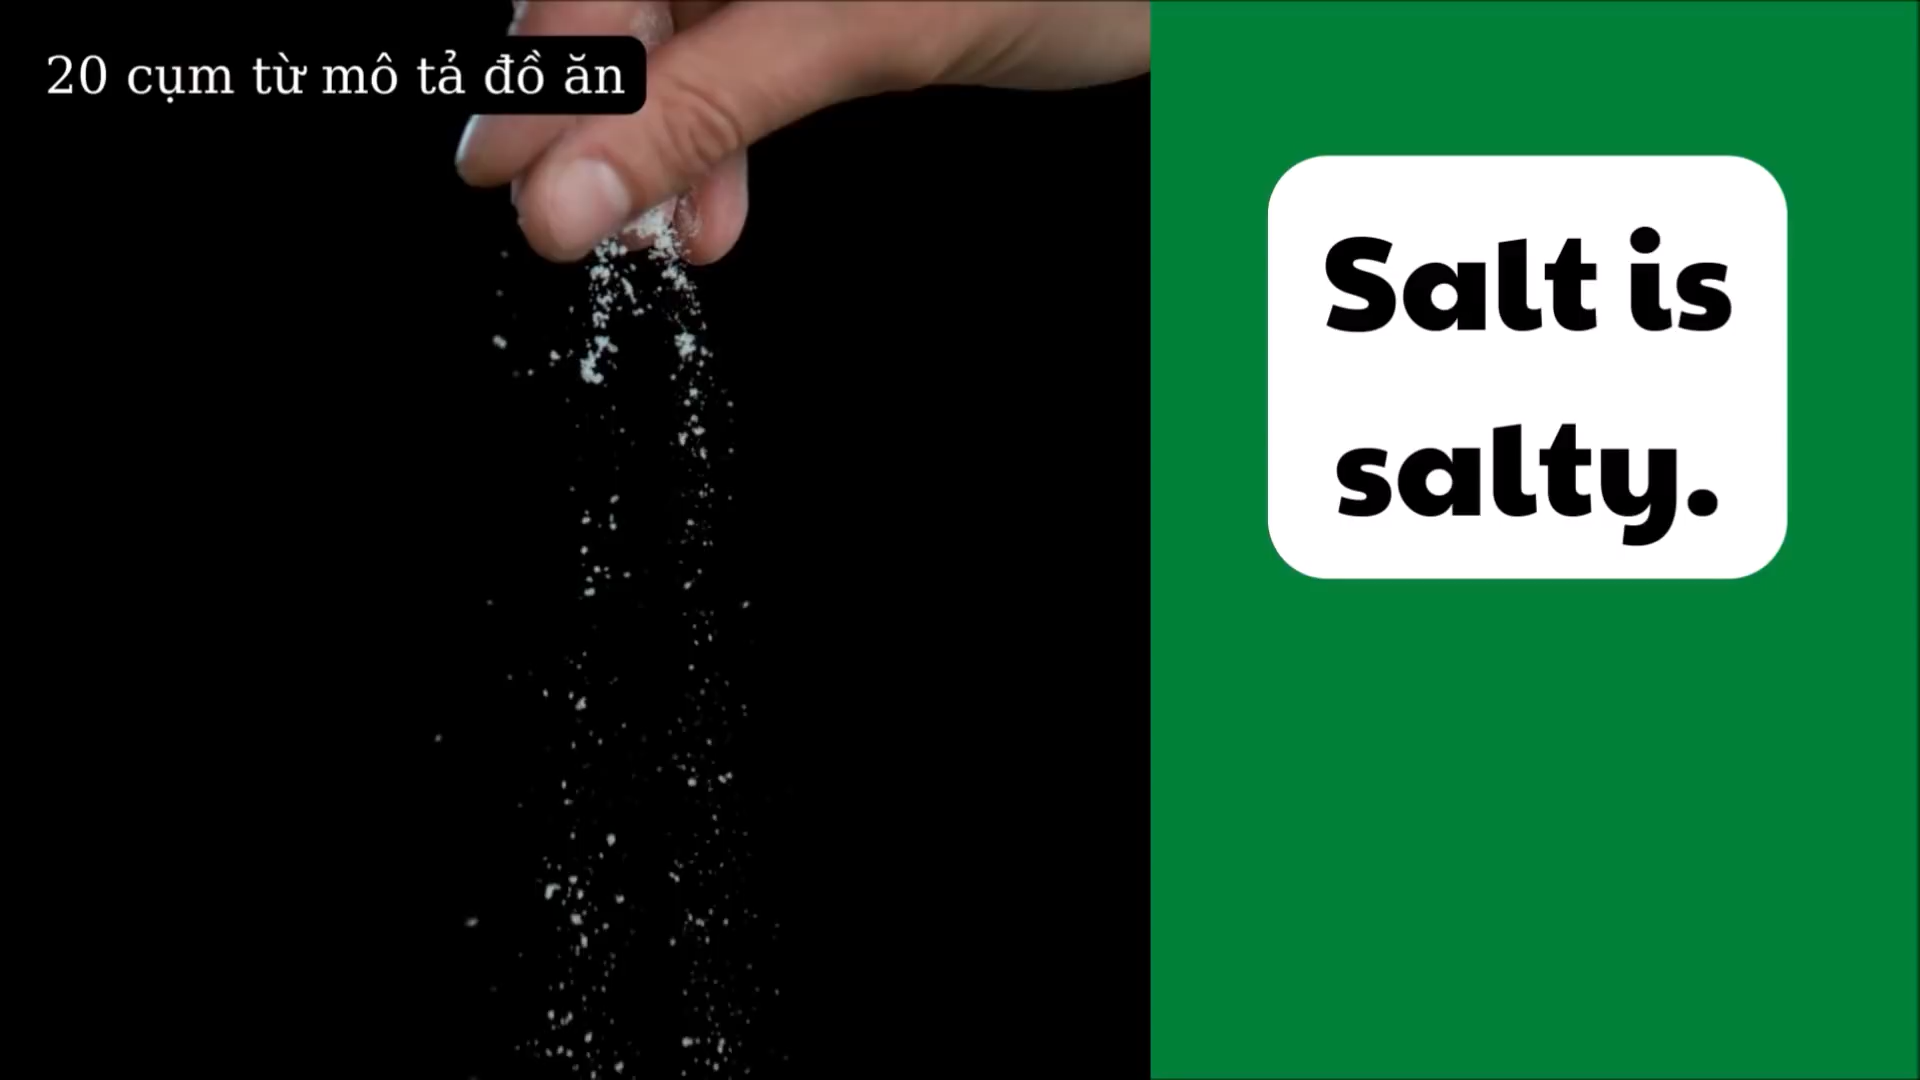 20 cụm từ mô tả đồ ăn
Salt is
salty.